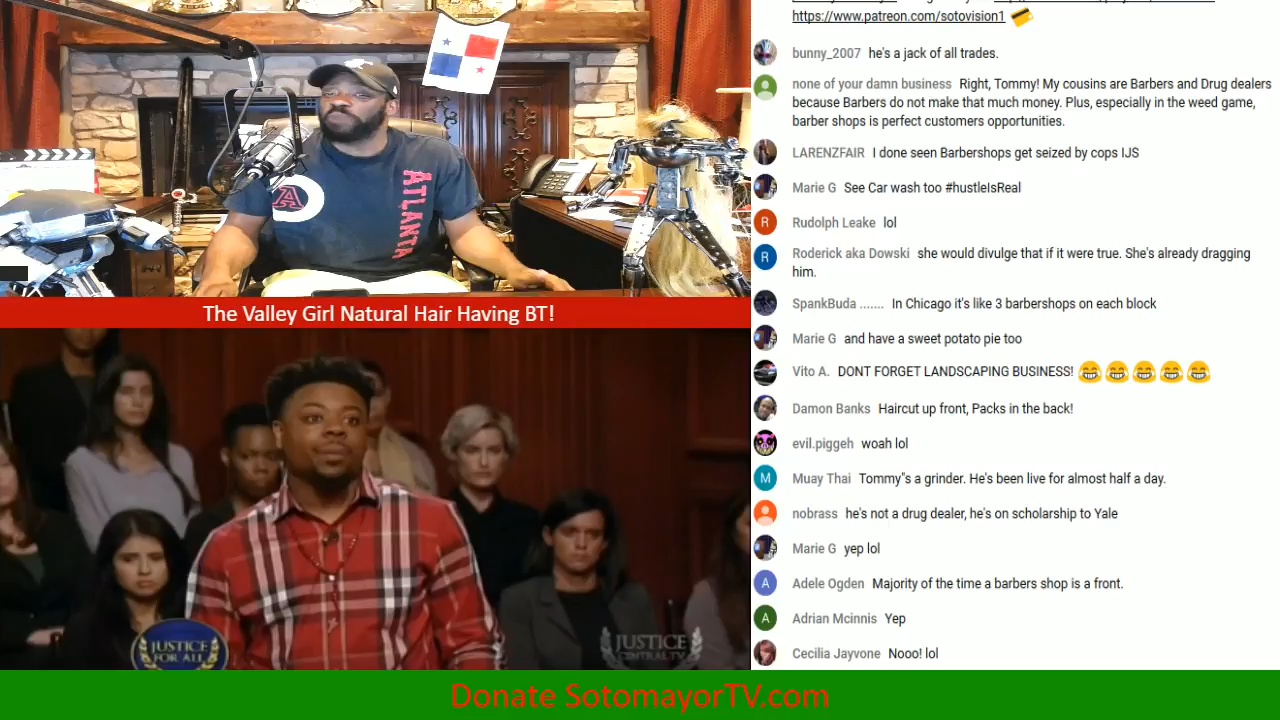 https://www.patreon.com/sotovision1
bunny_2007 he's a jack of all trades.
none of your damn business Right, Tommy! My cousins are Barbers and Drug dealers
because Barbers do not make that much money. Plus, especially in the weed game,
barber shops is perfect customers opportunities.
LARENZFAIR I done seen Barbershops get seized by cops IJS
Marie G See Car wash too #hustleIsReal
R Rudolph Leake lol
R Roderick aka Dowski she would divulge that if it were true. She's already dragging
him.
SpankBuda ....... In Chicago it's like 3 barbershops on each block
Marie G and have a sweet potato pie too
Vito A. DONT FORGET LANDSCAPING BUSINESS! 😂😂😂😂😂
Damon Banks Haircut up front, Packs in the back!
evil.piggeh woah lol
M Muay Thai Tommy"s a grinder. He's been live for almost half a day.
nobrass he's not a drug dealer, he's on scholarship to Yale
Marie G yep lol
A Adele Ogden Majority of the time a barbers shop is a front.
A Adrian Mcinnis Yep
Cecilia Jayvone Nooo! lol
A
ATLANTA
The Valley Girl Natural Hair Having BT!
JUSTICE
FOR ALL
JUSTICE
CENTRAL.TV
Donate SotomayorTV.com